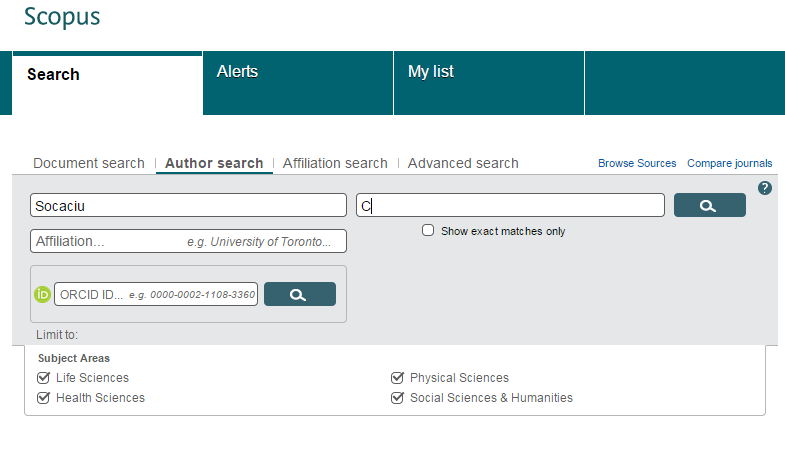 Scopus
Search Alerts My list
Document search Author search Affiliation search Advanced search Browse Sources Compare journals
?
Socaciu C
Affiliation... e.g. University of Toronto... Show exact matches only
iD ORCID ID... e.g. 0000-0002-1108-3360
Limit to:
Subject Areas
Life Sciences Physical Sciences
Health Sciences Social Sciences & Humanities